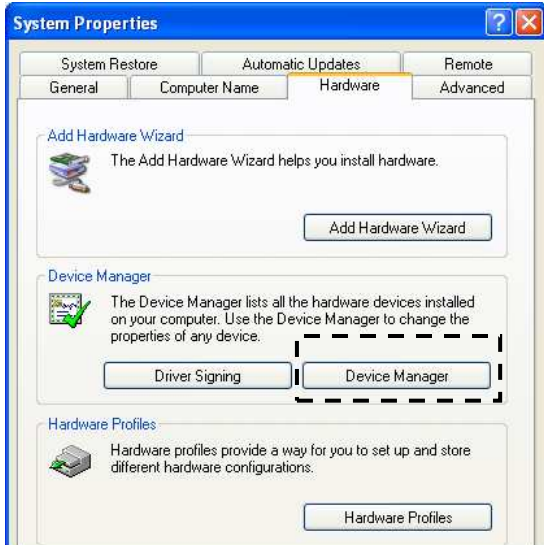 System Properties
System Restore Automatic Updates Remote
General Computer Name Hardware Advanced
Add Hardware Wizard
The Add Hardware Wizard helps you install hardware.
Add Hardware Wizard
Device Manager
The Device Manager lists all the hardware devices installed
on your computer. Use the Device Manager to change the
properties of any device.
Driver Signing Device Manager
Hardware Profiles
Hardware profiles provide a way for you to set up and store
different hardware configurations.
Hardware Profiles